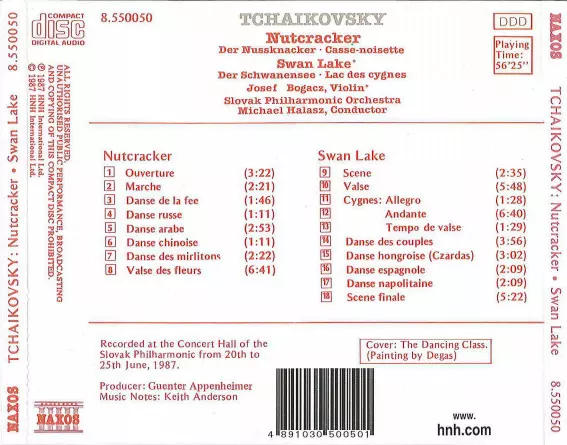 8.550050
TCHAIKOVSKY: Nutcracker • Swan Lake
NAXOS
COMPACT
disc
DIGITAL AUDIO
ALL RIGHTS RESERVED.
UNAUTHORISED PUBLIC PERFORMANCE, BROADCASTING
AND COPYING OF THIS COMPACT DISC PROHIBITED.
℗ 1987 HNH International Ltd.
© 1987 HNH International Ltd.
8.550050
TCHAIKOVSKY
Nutcracker
Der Nussknacker · Casse-noisette
Swan Lake*
Der Schwanensee · Lac des cygnes
Josef Bogacz, Violin*
Slovak Philharmonic Orchestra
Michael Halasz, Conductor
DDD
Playing
Time:
56'25"
Nutcracker
1 Ouverture (3:22)
2 Marche (2:21)
3 Danse de la fee (1:46)
4 Danse russe (1:11)
5 Danse arabe (2:53)
6 Danse chinoise (1:11)
7 Danse des mirlitons (2:22)
8 Valse des fleurs (6:41)
Swan Lake
9 Scene (2:35)
10 Valse (5:48)
11 Cygnes: Allegro (1:28)
12 Andante (6:40)
13 Tempo de valse (1:29)
14 Danse des couples (3:56)
15 Danse hongroise (Czardas) (3:02)
16 Danse espagnole (2:09)
17 Danse napolitaine (2:09)
18 Scene finale (5:22)
Recorded at the Concert Hall of the
Slovak Philharmonic from 20th to
25th June, 1987.
Producer: Guenter Appenheimer
Music Notes: Keith Anderson
Cover: The Dancing Class.
(Painting by Degas)
NAXOS
4 891030 500501
www.
hnh.com
NAXOS
TCHAIKOVSKY: Nutcracker • Swan Lake
8.550050